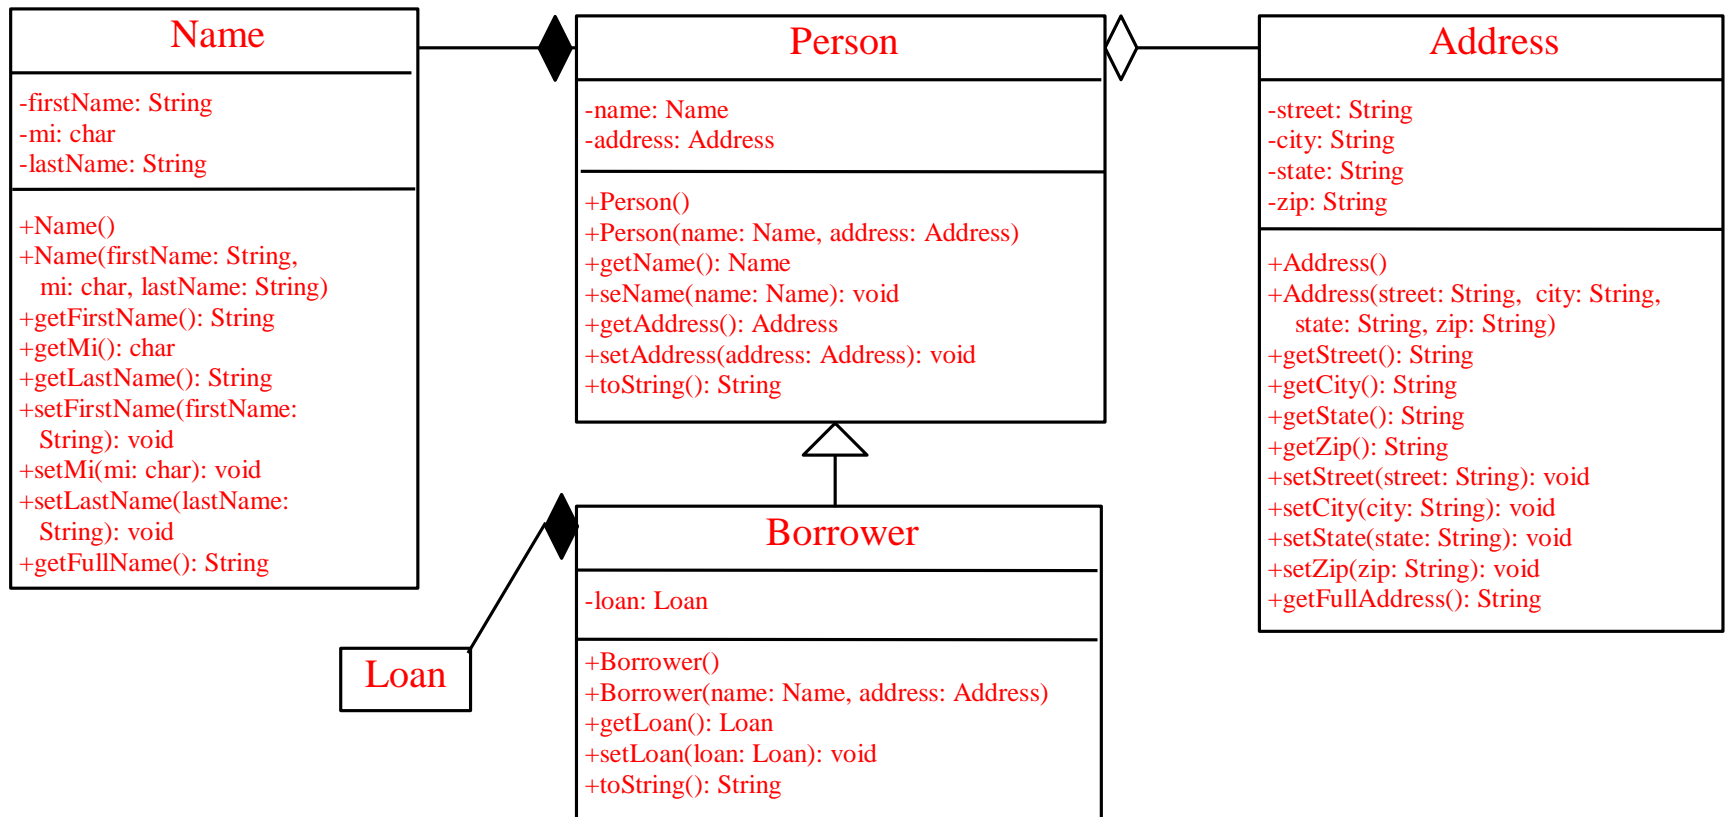 Name
-firstName: String
-mi: char
-lastName: String
+Name()
+Name(firstName: String,
mi: char, lastName: String)
+getFirstName(): String
+getMi(): char
+getLastName(): String
+setFirstName(firstName:
String): void
+setMi(mi: char): void
+setLastName(lastName:
String): void
+getFullName(): String
Person
-name: Name
-address: Address
+Person()
+Person(name: Name, address: Address)
+getName(): Name
+seName(name: Name): void
+getAddress(): Address
+setAddress(address: Address): void
+toString(): String
Address
-street: String
-city: String
-state: String
-zip: String
+Address()
+Address(street: String, city: String,
state: String, zip: String)
+getStreet(): String
+getCity(): String
+getState(): String
+getZip(): String
+setStreet(street: String): void
+setCity(city: String): void
+setState(state: String): void
+setZip(zip: String): void
+getFullAddress(): String
Loan
Borrower
-loan: Loan
+Borrower()
+Borrower(name: Name, address: Address)
+getLoan(): Loan
+setLoan(loan: Loan): void
+toString(): String